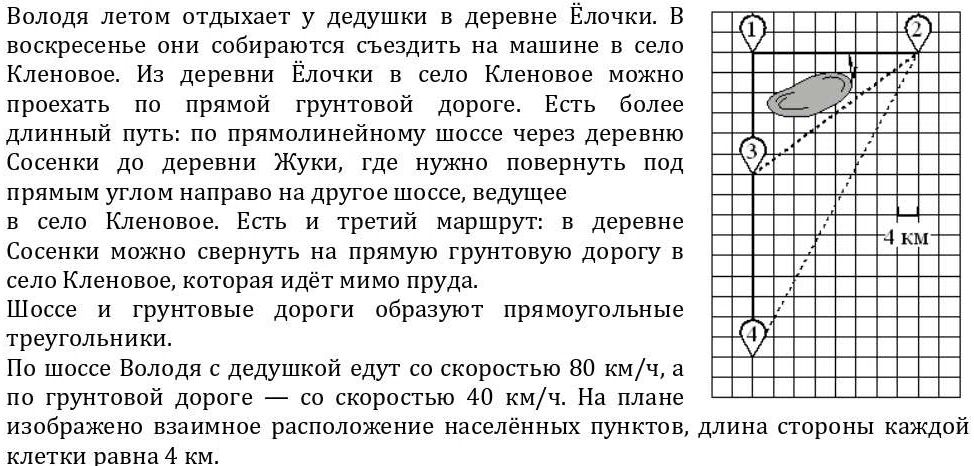 Володя летом отдыхает у дедушки в деревне Ёлочки. В
воскресенье они собираются съездить на машине в село
Кленовое. Из деревни Ёлочки в село Кленовое можно
проехать по прямой грунтовой дороге. Есть более
длинный путь: по прямолинейному шоссе через деревню
Сосенки до деревни Жуки, где нужно повернуть под
прямым углом направо на другое шоссе, ведущее
в село Кленовое. Есть и третий маршрут: в деревне
Сосенки можно свернуть на прямую грунтовую дорогу в
село Кленовое, которая идёт мимо пруда.
Шоссе и грунтовые дороги образуют прямоугольные
треугольники.
По шоссе Володя с дедушкой едут со скоростью 80 км/ч, а
по грунтовой дороге — со скоростью 40 км/ч. На плане
изображено взаимное расположение населённых пунктов, длина стороны каждой
клетки равна 4 км.
1
2
3
4 км
4